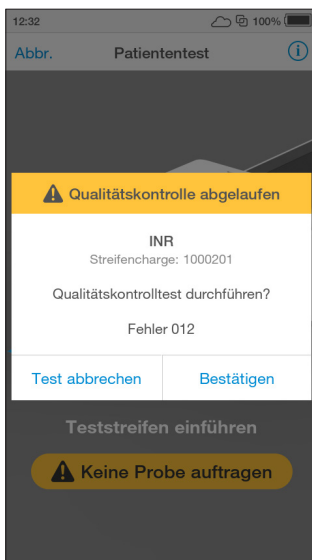 12:32 100%
Abbr. Patiententest i
Qualitätskontrolle abgelaufen
INR
Streifencharge: 1000201
Qualitätskontrolltest durchführen?
Fehler 012
Test abbrechen Bestätigen
Teststreifen einführen
Keine Probe auftragen